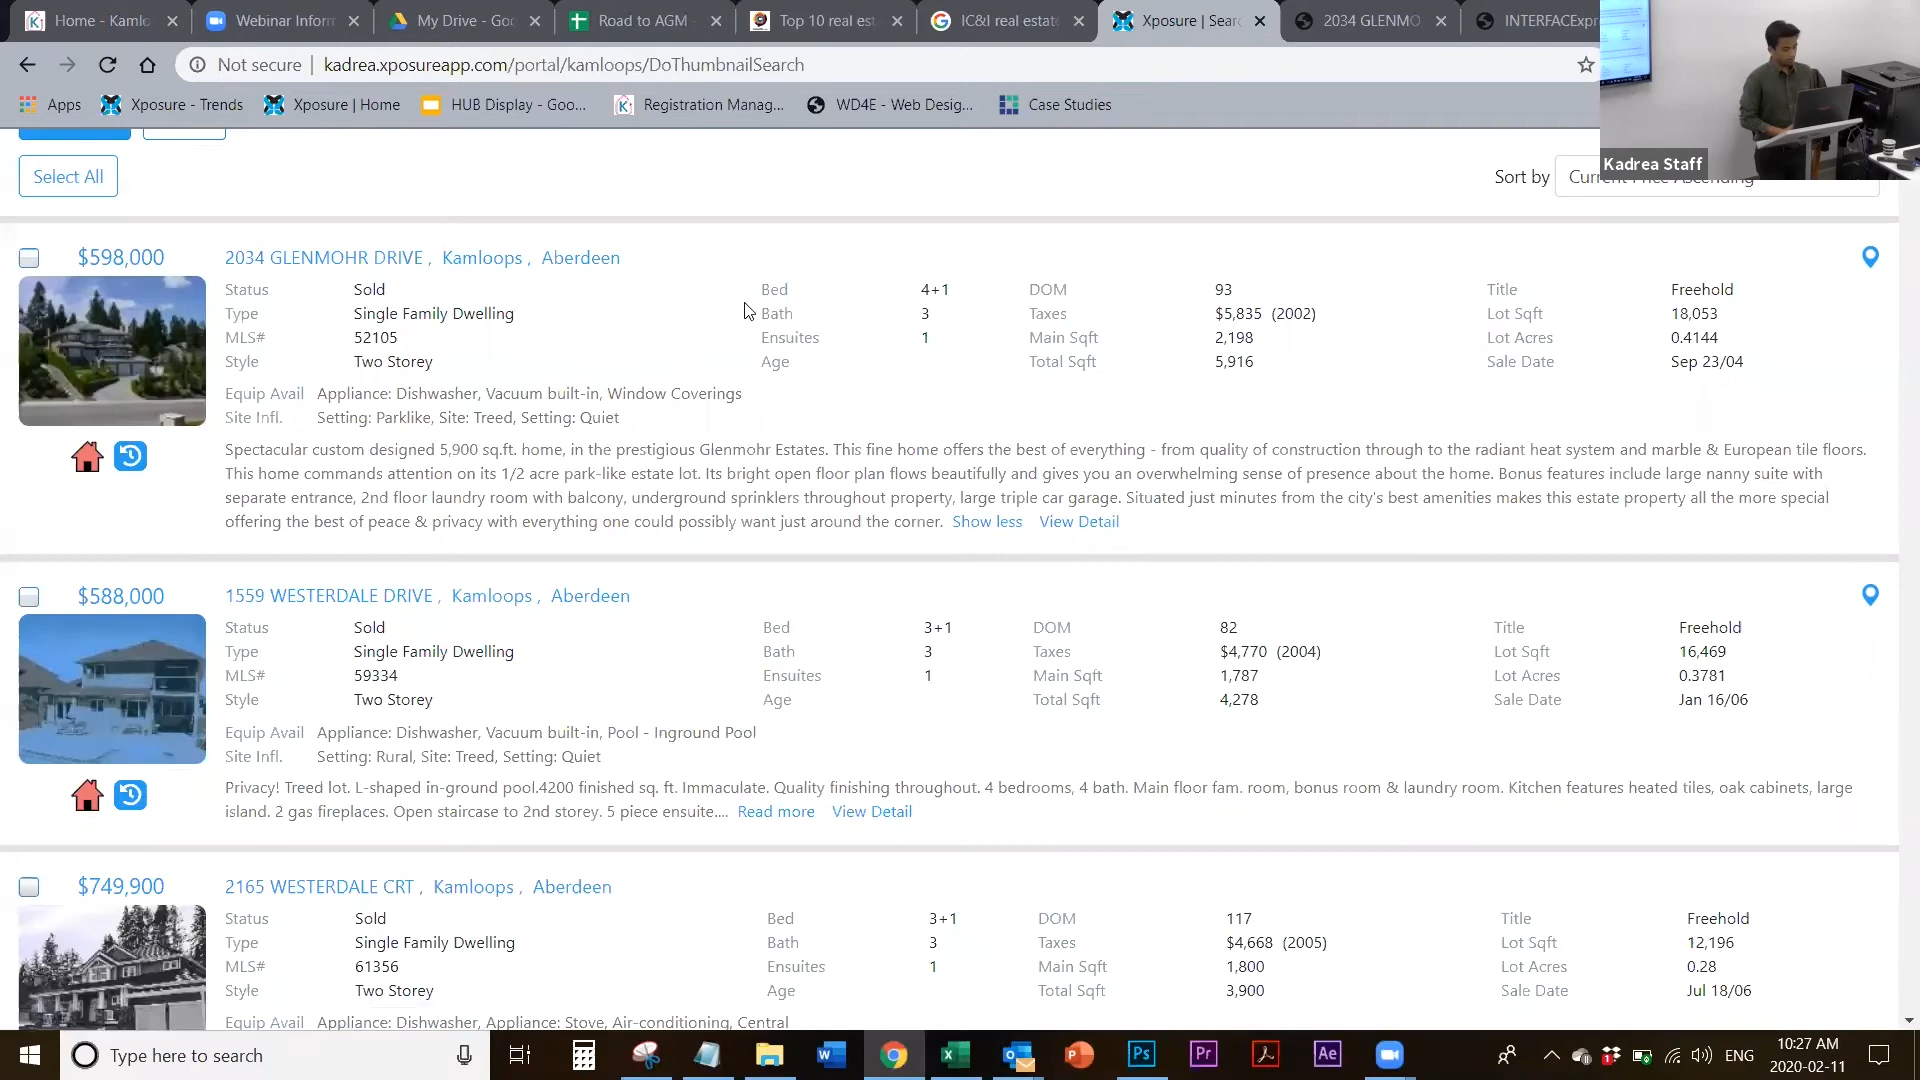 Home - Kamlo
Webinar Inform
My Drive - Goo
Road to AGM -
Top 10 real est
IC&I real estate
Xposure | Sear
2034 GLENMO
INTERFACExpr
Not secure | kadrea.xposureapp.com/portal/kamloops/DoThumbnailSearch
Apps
Xposure - Trends
Xposure | Home
HUB Display - Goo...
Registration Manag...
WD4E - Web Desig...
Case Studies
Kadrea Staff
Select All
Sort by Current Price Ascending
$598,000 2034 GLENMOHR DRIVE , Kamloops , Aberdeen
Status Sold Bed 4+1 DOM 93 Title Freehold
Type Single Family Dwelling Bath 3 Taxes $5,835 (2002) Lot Sqft 18,053
MLS# 52105 Ensuites 1 Main Sqft 2,198 Lot Acres 0.4144
Style Two Storey Age Total Sqft 5,916 Sale Date Sep 23/04
Equip Avail Appliance: Dishwasher, Vacuum built-in, Window Coverings
Site Infl. Setting: Parklike, Site: Treed, Setting: Quiet
Spectacular custom designed 5,900 sq.ft. home, in the prestigious Glenmohr Estates. This fine home offers the best of everything - from quality of construction through to the radiant heat system and marble & European tile floors.
This home commands attention on its 1/2 acre park-like estate lot. Its bright open floor plan flows beautifully and gives you an overwhelming sense of presence about the home. Bonus features include large nanny suite with
separate entrance, 2nd floor laundry room with balcony, underground sprinklers throughout property, large triple car garage. Situated just minutes from the city's best amenities makes this estate property all the more special
offering the best of peace & privacy with everything one could possibly want just around the corner. Show less View Detail
$588,000 1559 WESTERDALE DRIVE , Kamloops , Aberdeen
Status Sold Bed 3+1 DOM 82 Title Freehold
Type Single Family Dwelling Bath 3 Taxes $4,770 (2004) Lot Sqft 16,469
MLS# 59334 Ensuites 1 Main Sqft 1,787 Lot Acres 0.3781
Style Two Storey Age Total Sqft 4,278 Sale Date Jan 16/06
Equip Avail Appliance: Dishwasher, Vacuum built-in, Pool - Inground Pool
Site Infl. Setting: Rural, Site: Treed, Setting: Quiet
Privacy! Treed lot. L-shaped in-ground pool.4200 finished sq. ft. Immaculate. Quality finishing throughout. 4 bedrooms, 4 bath. Main floor fam. room, bonus room & laundry room. Kitchen features heated tiles, oak cabinets, large
island. 2 gas fireplaces. Open staircase to 2nd storey. 5 piece ensuite.... Read more View Detail
$749,900 2165 WESTERDALE CRT , Kamloops , Aberdeen
Status Sold Bed 3+1 DOM 117 Title Freehold
Type Single Family Dwelling Bath 3 Taxes $4,668 (2005) Lot Sqft 12,196
MLS# 61356 Ensuites 1 Main Sqft 1,800 Lot Acres 0.28
Style Two Storey Age Total Sqft 3,900 Sale Date Jul 18/06
Equip Avail Appliance: Dishwasher, Appliance: Stove, Air-conditioning, Central
Type here to search
ENG
10:27 AM
2020-02-11